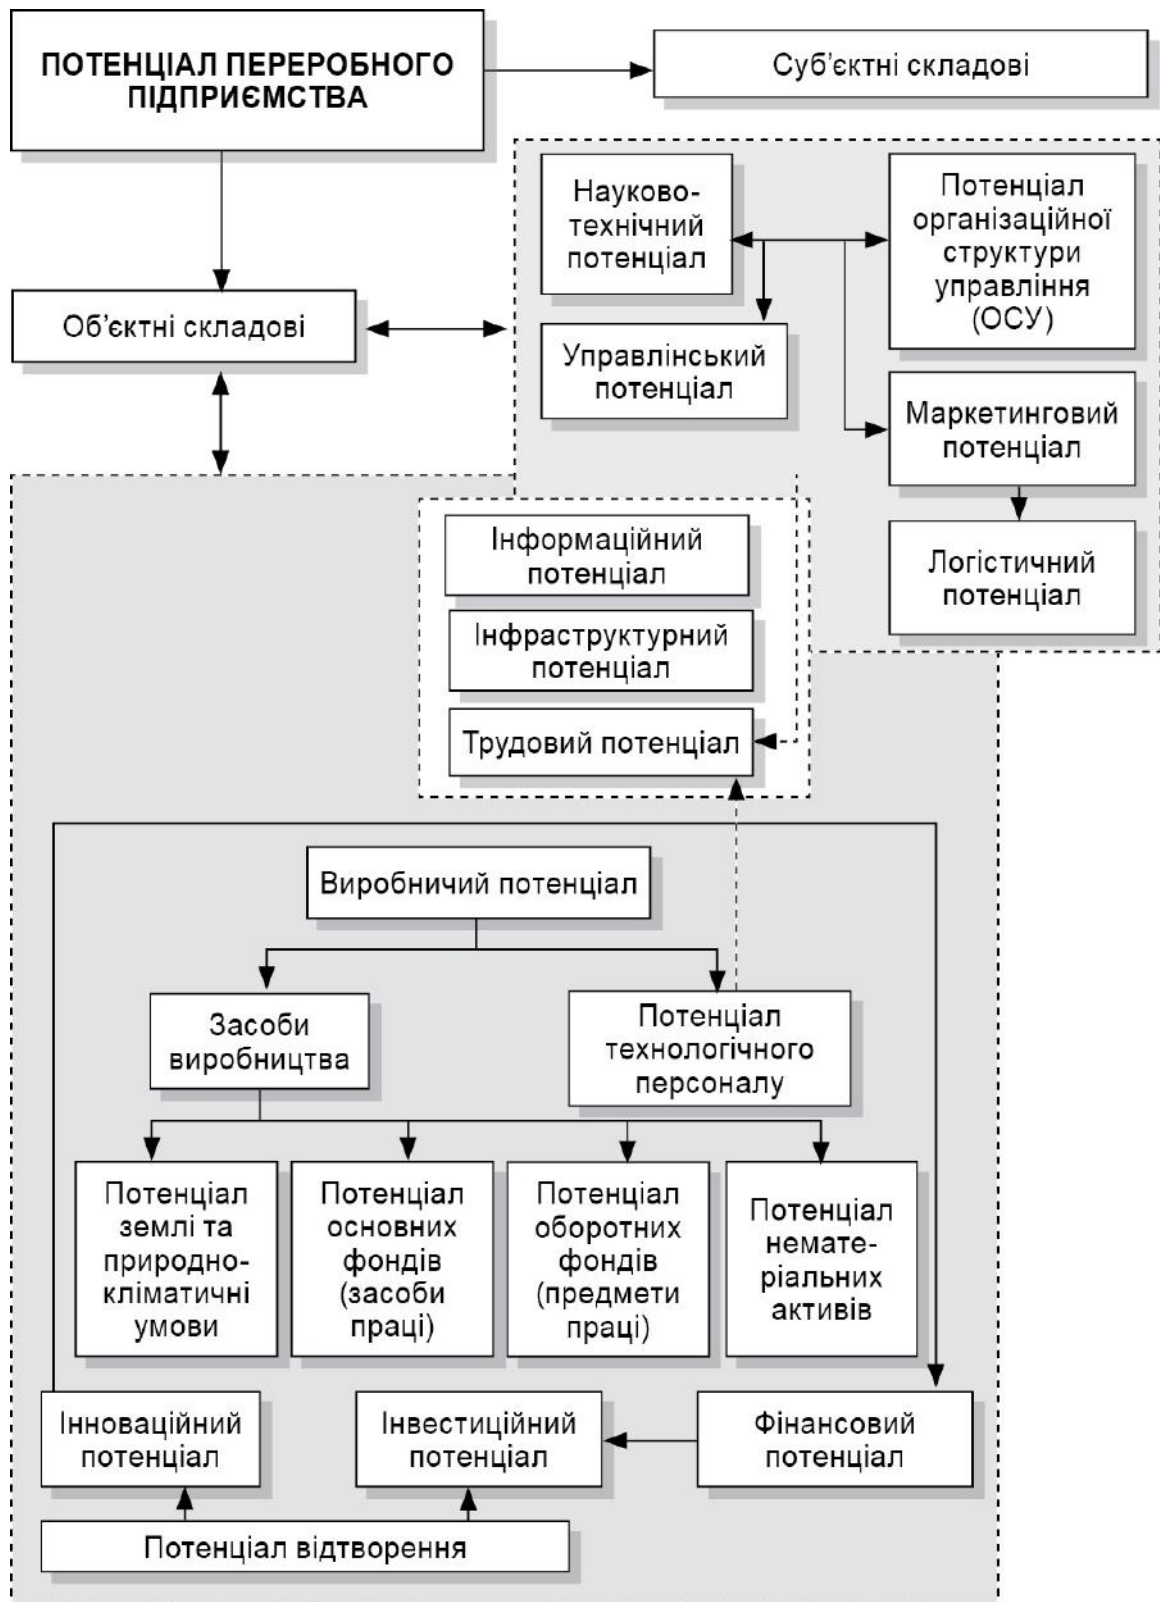 ПОТЕНЦІАЛ ПЕРЕРОБНОГО
ПІДПРИЄМСТВА
Суб’єктні складові
Науково-
технічний
потенціал
Потенціал
організаційної
структури
управління
(ОСУ)
Об’єктні складові
Управлінський
потенціал
Маркетинговий
потенціал
Інформаційний
потенціал
Логістичний
потенціал
Інфраструктурний
потенціал
Трудовий потенціал
Виробничий потенціал
Засоби
виробництва
Потенціал
технологічного
персоналу
Потенціал
землі та
природно-
кліматичні
умови
Потенціал
основних
фондів
(засоби
праці)
Потенціал
оборотних
фондів
(предмети
праці)
Потенціал
немате-
ріальних
активів
Інноваційний
потенціал
Інвестиційний
потенціал
Фінансовий
потенціал
Потенціал відтворення